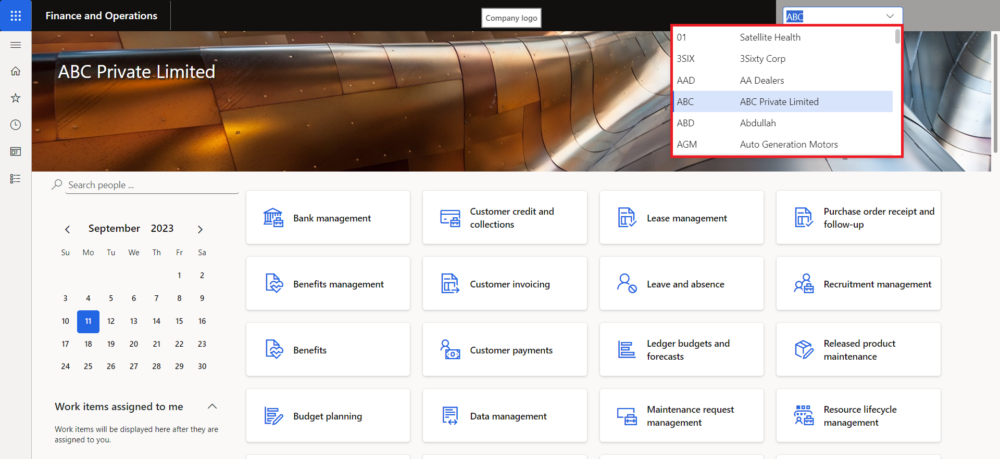 Finance and Operations
Company logo
ABC
01 Satellite Health
3SIX 3Sixty Corp
AAD AA Dealers
ABC ABC Private Limited
ABD Abdullah
AGM Auto Generation Motors
ABC Private Limited
Search people ...
September 2023
Su Mo Tu We Th Fr Sa
1 2
3 4 5 6 7 8 9
10 11 12 13 14 15 16
17 18 19 20 21 22 23
24 25 26 27 28 29 30
Work items assigned to me
Work items will be displayed here after they are
assigned to you.
Bank management
Customer credit and
collections
Lease management
Purchase order receipt and
follow-up
Benefits management
Customer invoicing
Leave and absence
Recruitment management
Benefits
Customer payments
Ledger budgets and
forecasts
Released product
maintenance
Budget planning
Data management
Maintenance request
management
Resource lifecycle
management